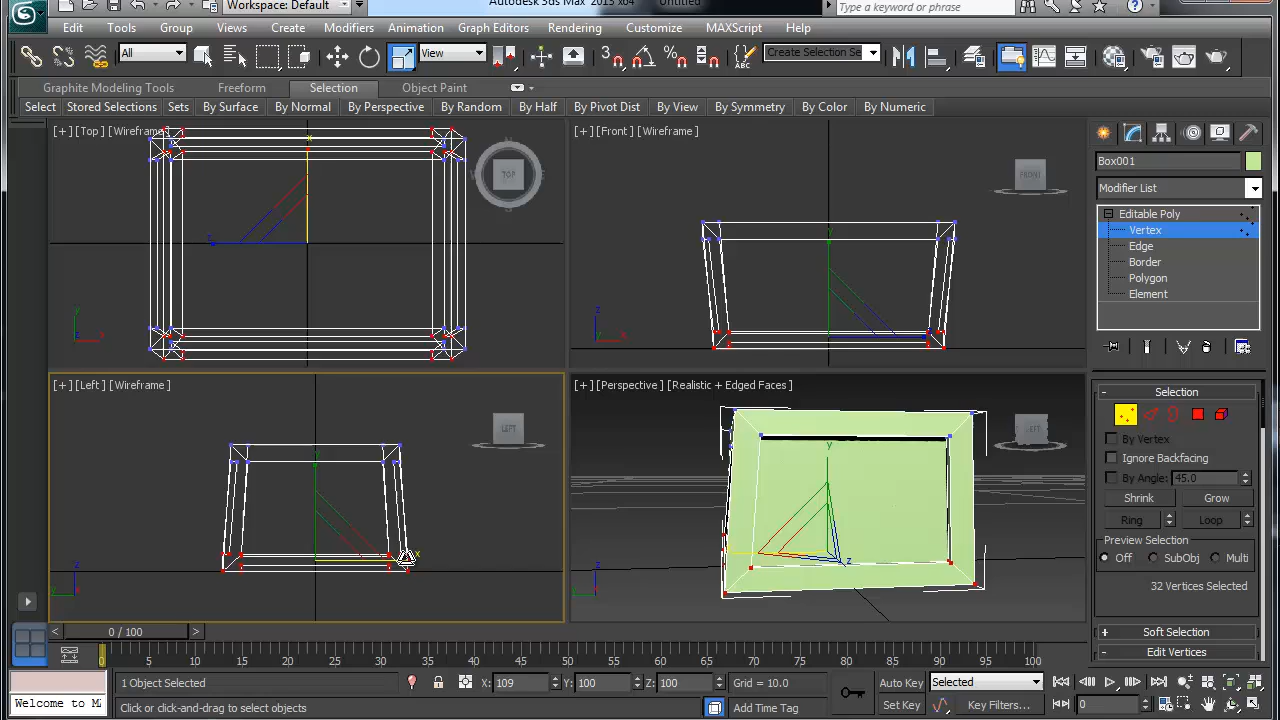 Workspace: Default
Autodesk 3ds Max 2015 x64 Untitled
Type a keyword or phrase
Edit Tools Group Views Create Modifiers Animation Graph Editors Rendering Customize MAXScript Help
All View Create Selection Se
Graphite Modeling Tools Freeform Selection Object Paint
Select Stored Selections Sets By Surface By Normal By Perspective By Random By Half By Pivot Dist By View By Symmetry By Color By Numeric
[+] [Top] [Wireframe]
[+] [Front] [Wireframe]
TOP
FRONT
[+] [Left] [Wireframe]
[+] [Perspective] [Realistic + Edged Faces]
LEFT
LEFT
Box001
Modifier List
Editable Poly
Vertex
Edge
Border
Polygon
Element
Selection
By Vertex
Ignore Backfacing
By Angle: 45.0
Shrink Grow
Ring Loop
Preview Selection
Off SubObj Multi
32 Vertices Selected
Soft Selection
Edit Vertices
0 / 100
0 5 10 15 20 25 30 35 40 45 50 55 60 65 70 75 80 85 90 95 100
1 Object Selected X: 109 Y: 100 Z: 100 Grid = 10.0 Auto Key Selected
Welcome to M Click or click-and-drag to select objects Add Time Tag Set Key Key Filters... 0